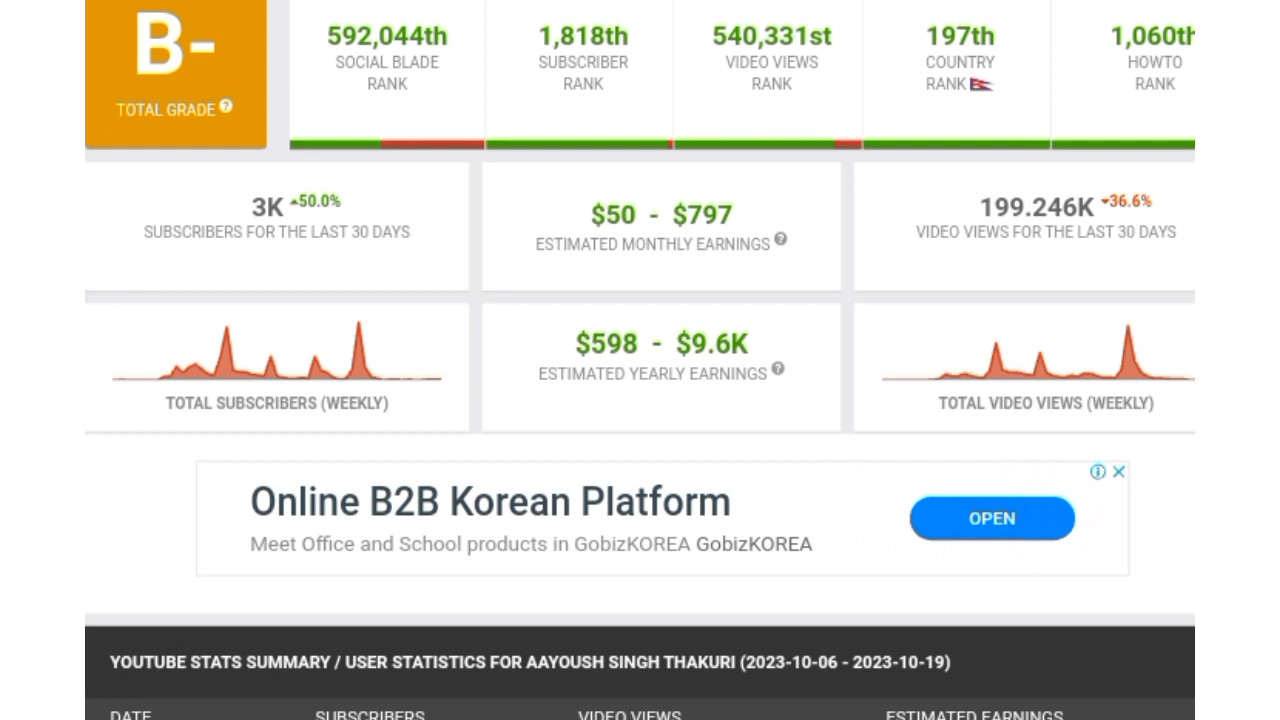 B-
TOTAL GRADE ?
592,044th
SOCIAL BLADE
RANK
1,818th
SUBSCRIBER
RANK
540,331st
VIDEO VIEWS
RANK
197th
COUNTRY
RANK
1,060th
HOWTO
RANK
3K 50.0%
SUBSCRIBERS FOR THE LAST 30 DAYS
$50 - $797
ESTIMATED MONTHLY EARNINGS ?
199.246K 36.6%
VIDEO VIEWS FOR THE LAST 30 DAYS
TOTAL SUBSCRIBERS (WEEKLY)
$598 - $9.6K
ESTIMATED YEARLY EARNINGS ?
TOTAL VIDEO VIEWS (WEEKLY)
Online B2B Korean Platform
Meet Office and School products in GobizKOREA GobizKOREA
OPEN
YOUTUBE STATS SUMMARY / USER STATISTICS FOR AAYOUSH SINGH THAKURI (2023-10-06 - 2023-10-19)
DATE SUBSCRIBERS VIDEO VIEWS ESTIMATED EARNINGS